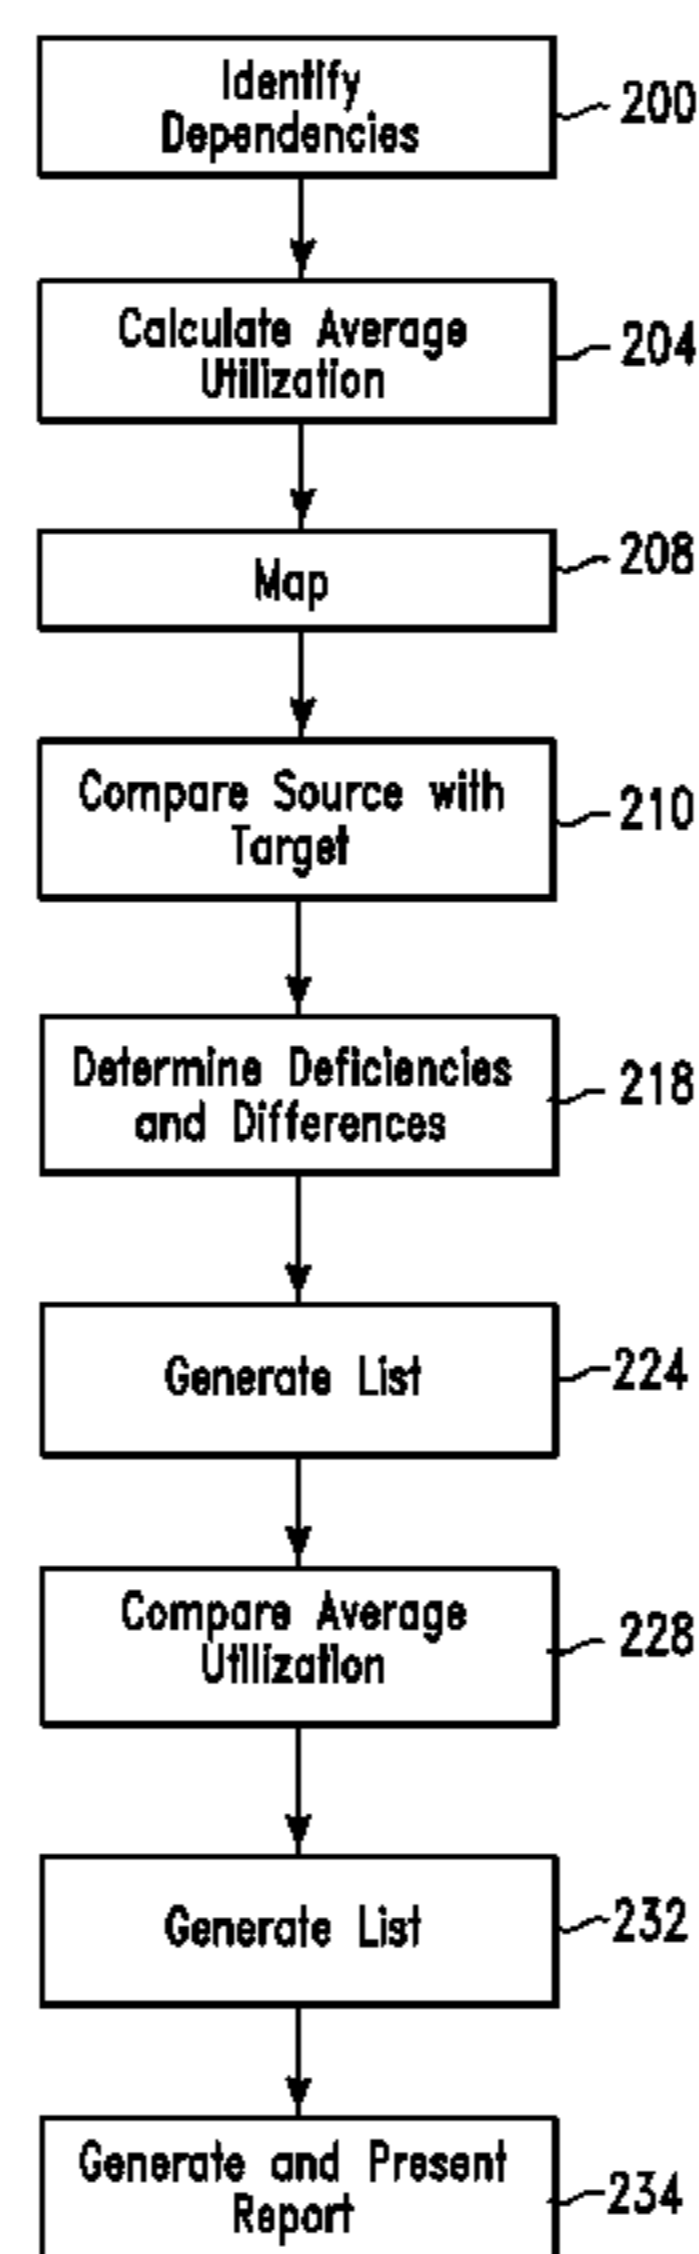 Identify
Dependencies
200
Calculate Average
Utilization
204
Map
208
Compare Source with
Target
210
Determine Deficiencies
and Differences
218
Generate List
224
Compare Average
Utilization
228
Generate List
232
Generate and Present
Report
234